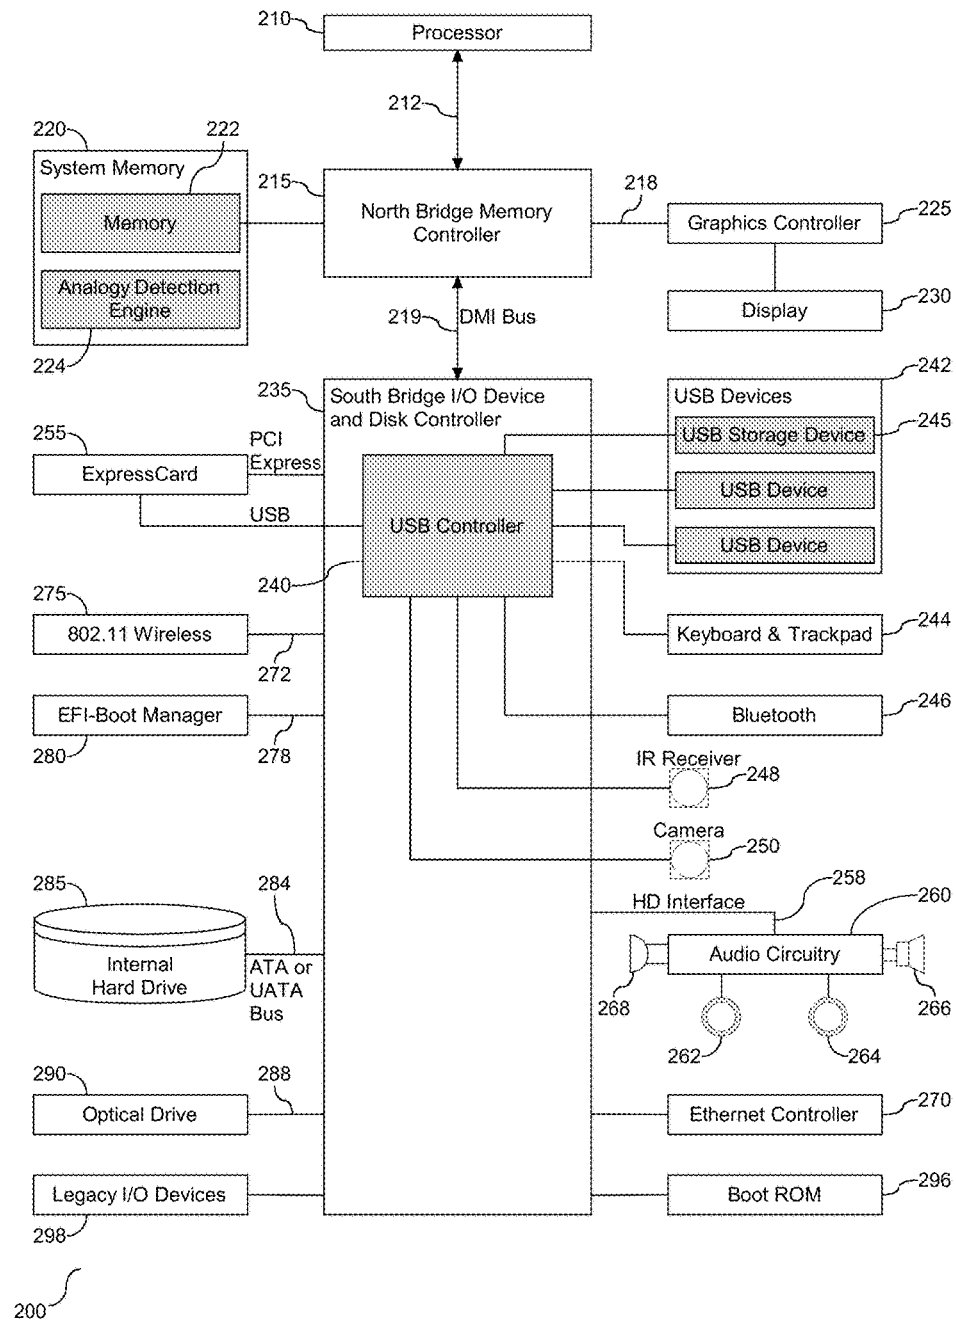 210
Processor
212
220
222
System Memory
Memory
Analogy Detection
Engine
224
215
North Bridge Memory
Controller
218
Graphics Controller
225
Display
230
219
DMI Bus
235
South Bridge I/O Device
and Disk Controller
242
USB Devices
USB Storage Device
245
USB Device
USB Device
255
ExpressCard
PCI
Express
USB
USB Controller
240
275
802.11 Wireless
272
Keyboard & Trackpad
244
EFI-Boot Manager
280
278
Bluetooth
246
IR Receiver
248
Camera
250
285
Internal
Hard Drive
284
ATA or
UATA
Bus
HD Interface
258
260
Audio Circuitry
268
266
262
264
290
Optical Drive
288
Ethernet Controller
270
Legacy I/O Devices
298
Boot ROM
296
200